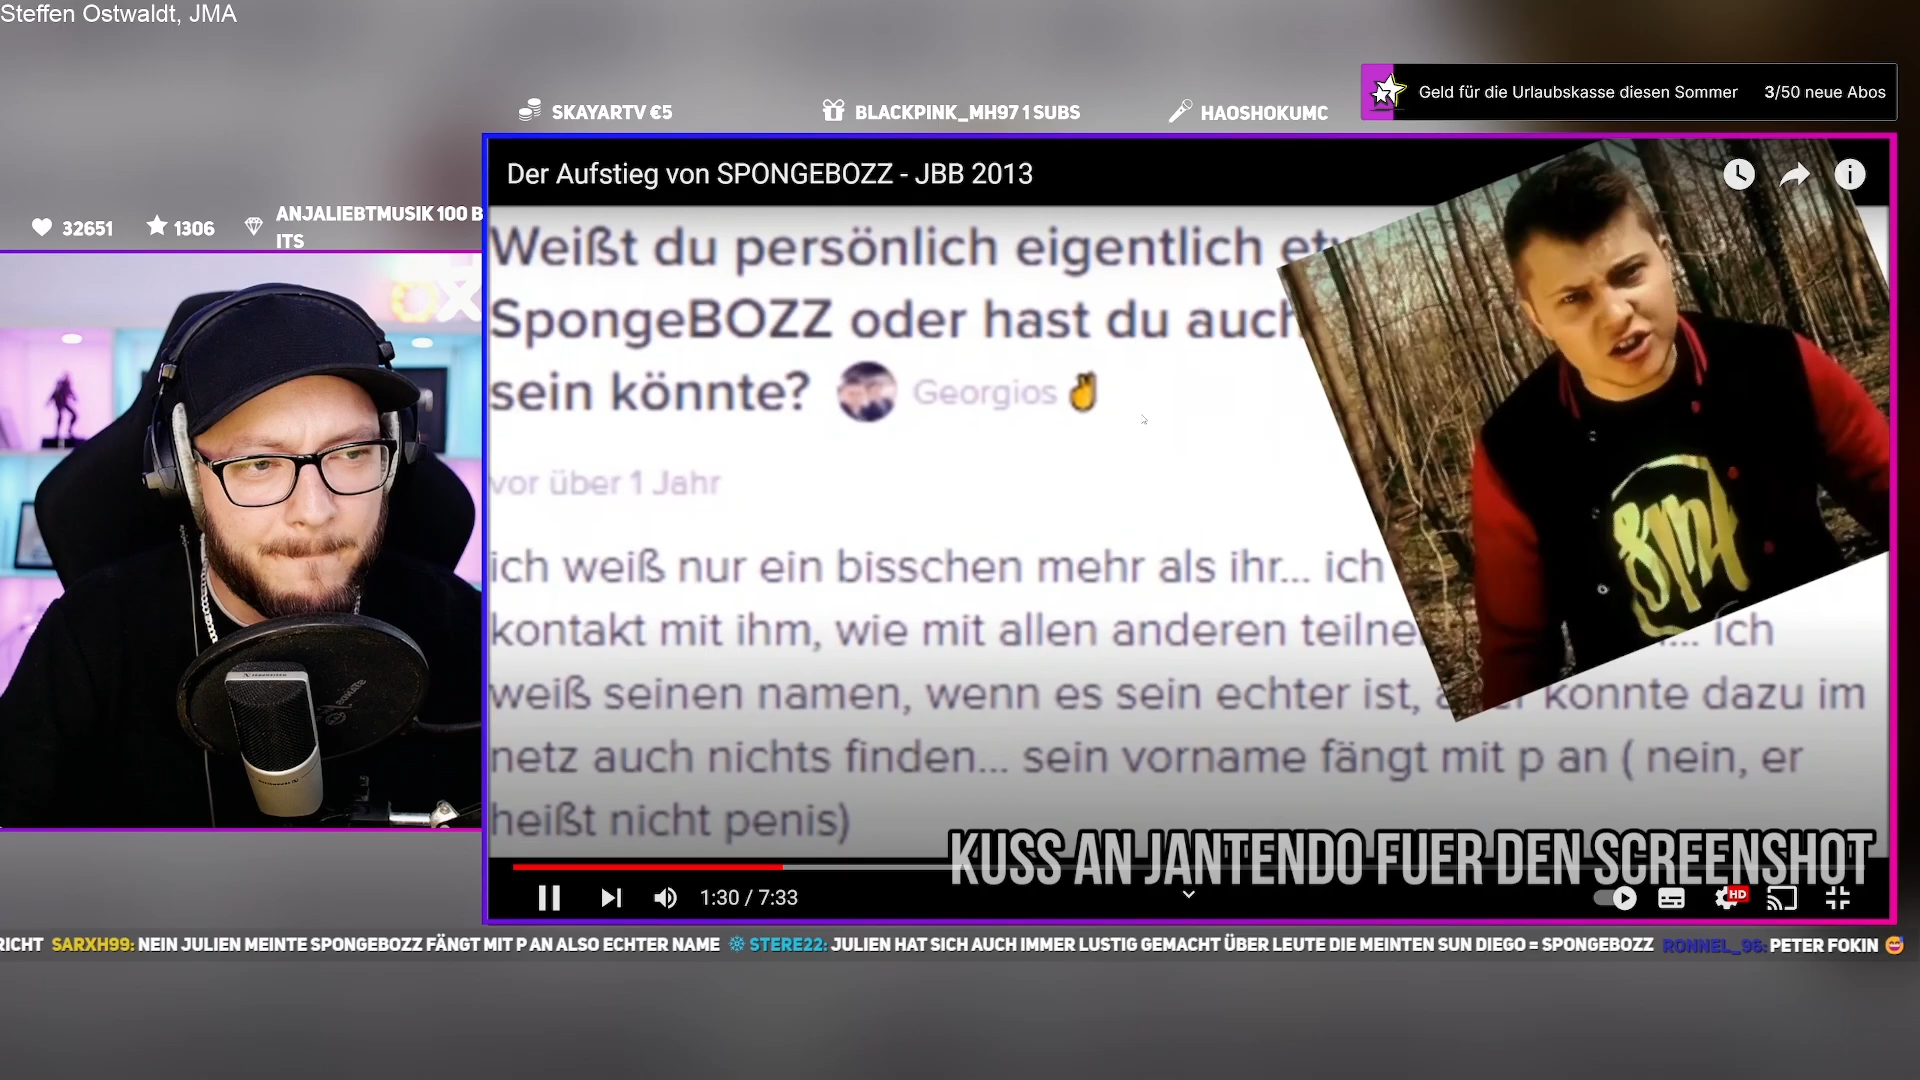 Steffen Ostwaldt, JMA
SKAYARTV €5
BLACKPINK_MH97 1 SUBS
HAOSHOKUMC
Geld für die Urlaubskasse diesen Sommer 3/50 neue Abos
32651
1306
ANJALIEBTMUSIK 100 B
ITS
Der Aufstieg von SPONGEBOZZ - JBB 2013
Weißt du persönlich eigentlich
SpongeBOZZ oder hast du auch
sein könnte? Georgios
vor über 1 Jahr
ich weiß nur ein bisschen mehr als ihr... ich
kontakt mit ihm, wie mit allen anderen ... ich
weiß seinen namen, wenn es sein echter ist, konnte dazu im
netz auch nichts finden... sein vorname fängt mit p an ( nein, er
heißt nicht penis)
KUSS AN JANTENDO FUER DEN SCREENSHOT
1:30 / 7:33
HD
RICHT SARXH99: NEIN JULIEN MEINTE SPONGEBOZZ FÄNGT MIT P AN ALSO ECHTER NAME STERE22: JULIEN HAT SICH AUCH IMMER LUSTIG GEMACHT ÜBER LEUTE DIE MEINTEN SUN DIEGO = SPONGEBOZZ RONNEL_96: PETER FOKIN